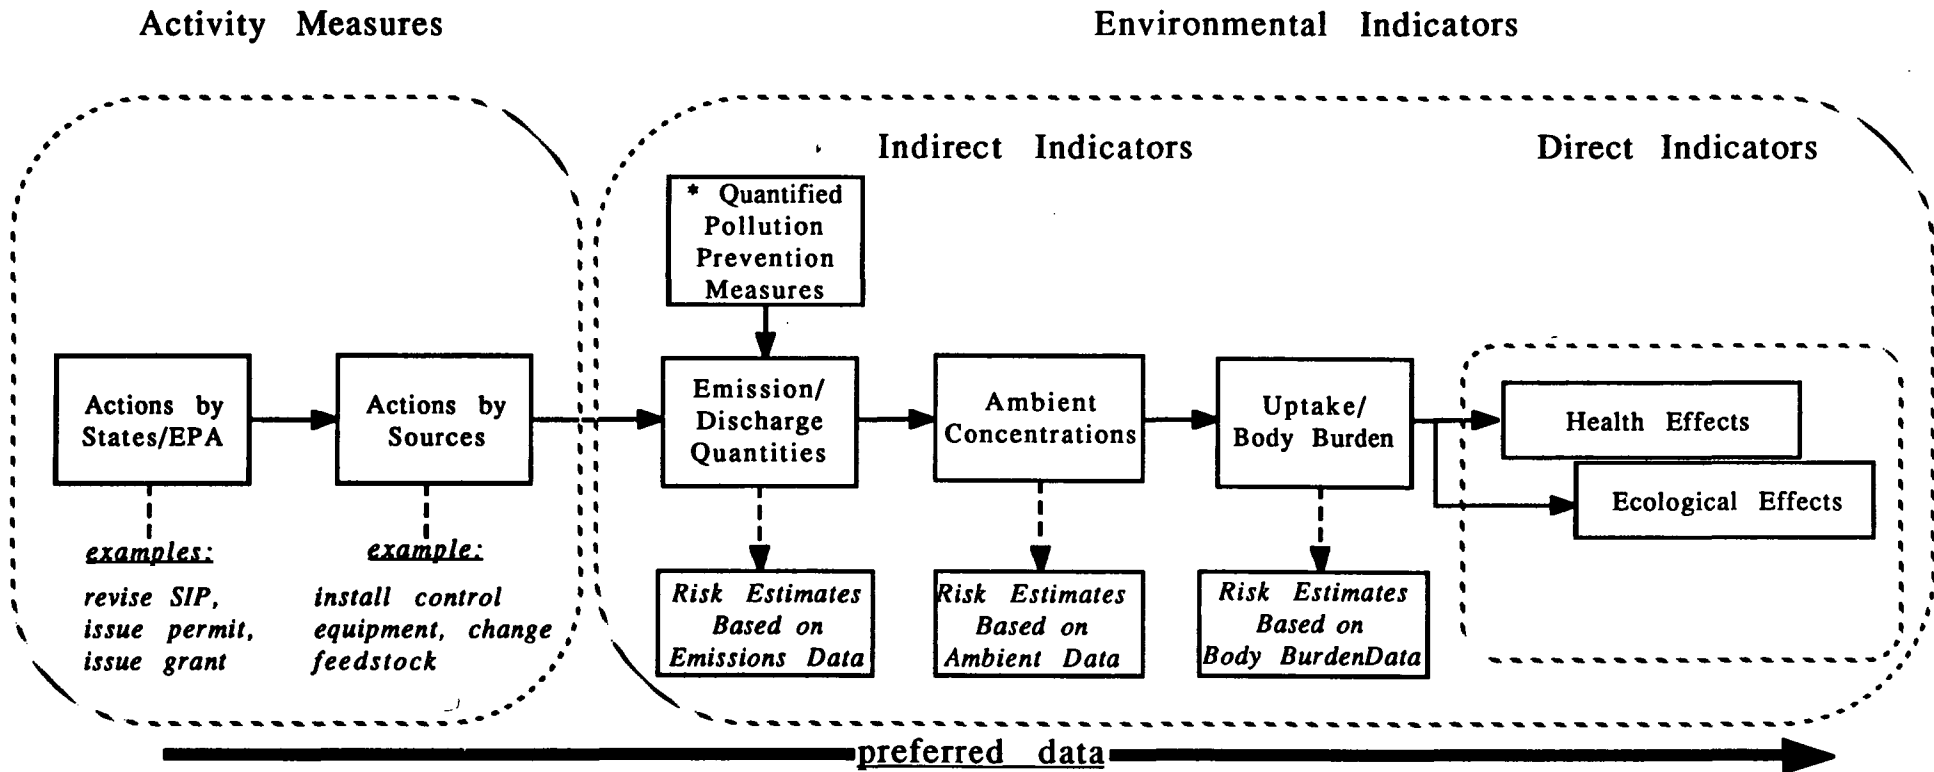 Activity Measures
Environmental Indicators
Indirect Indicators
Direct Indicators
* Quantified
Pollution
Prevention
Measures
Actions by
States/EPA
Actions by
Sources
Emission/
Discharge
Quantities
Ambient
Concentrations
Uptake/
Body Burden
Health Effects
Ecological Effects
examples:
revise SIP,
issue permit,
issue grant
example:
install control
equipment, change
feedstock
Risk Estimates
Based on
Emissions Data
Risk Estimates
Based on
Ambient Data
Risk Estimates
Based on
Body BurdenData
preferred data